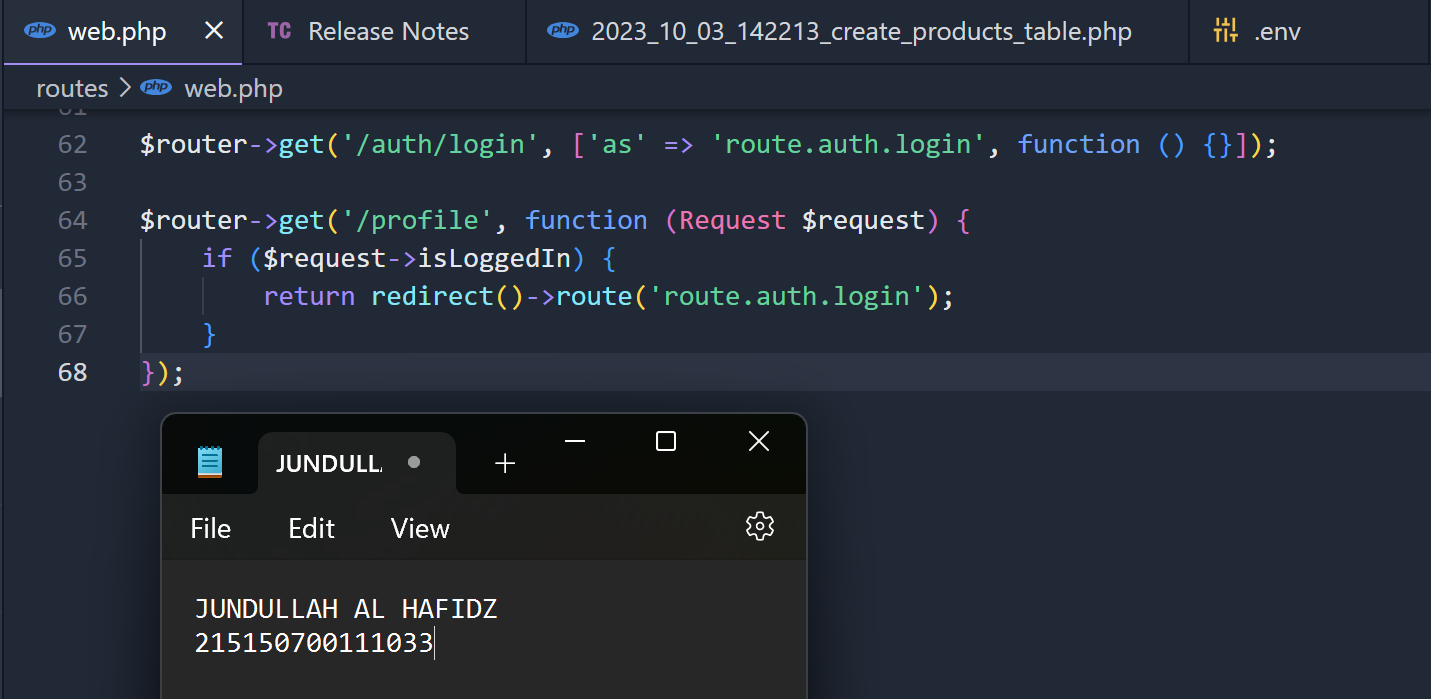 web.php
TC Release Notes
php 2023_10_03_142213_create_products_table.php
.env
routes > php web.php
61
62 $router->get('/auth/login', ['as' => 'route.auth.login', function () {}]);
63
64 $router->get('/profile', function (Request $request) {
65 if ($request->isLoggedIn) {
66 return redirect()->route('route.auth.login');
67 }
68 });
JUNDULL
File Edit View
JUNDULLAH AL HAFIDZ
215150700111033